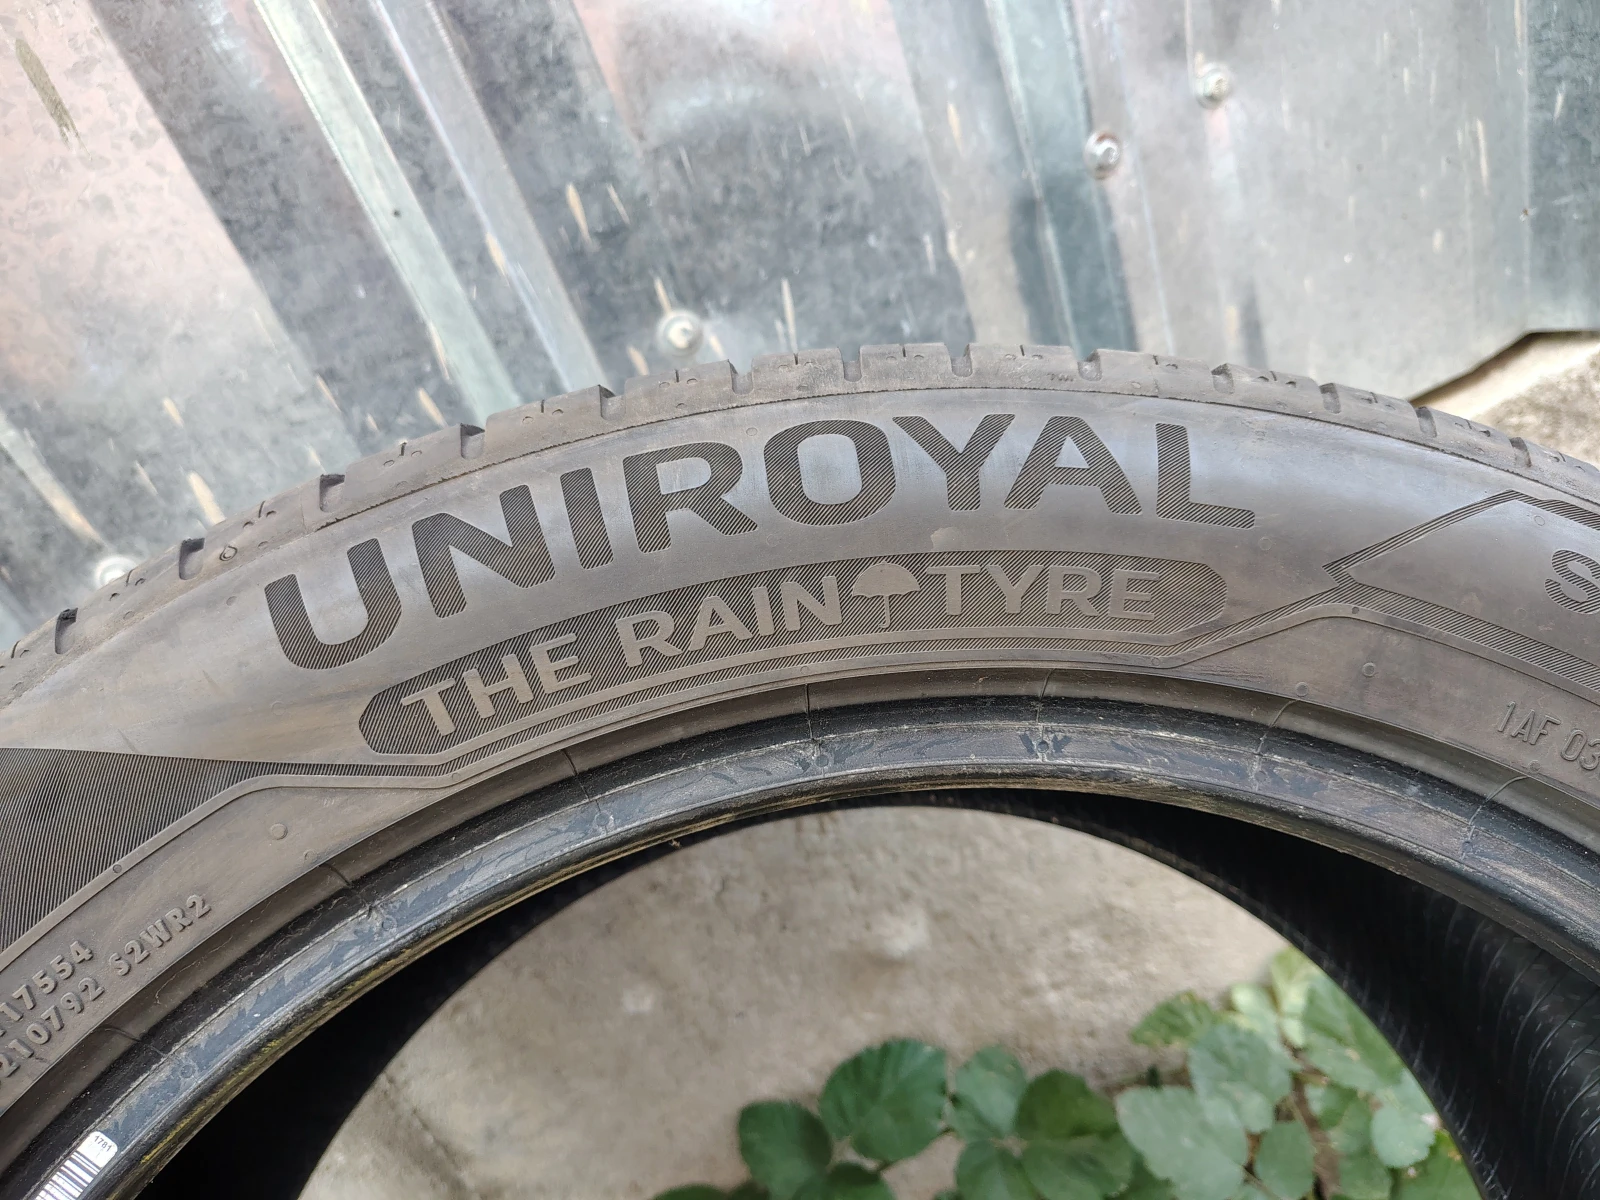 UNIROYAL
THE RAIN TYRE
1AF 03
17554
210792 S2WR2
1781